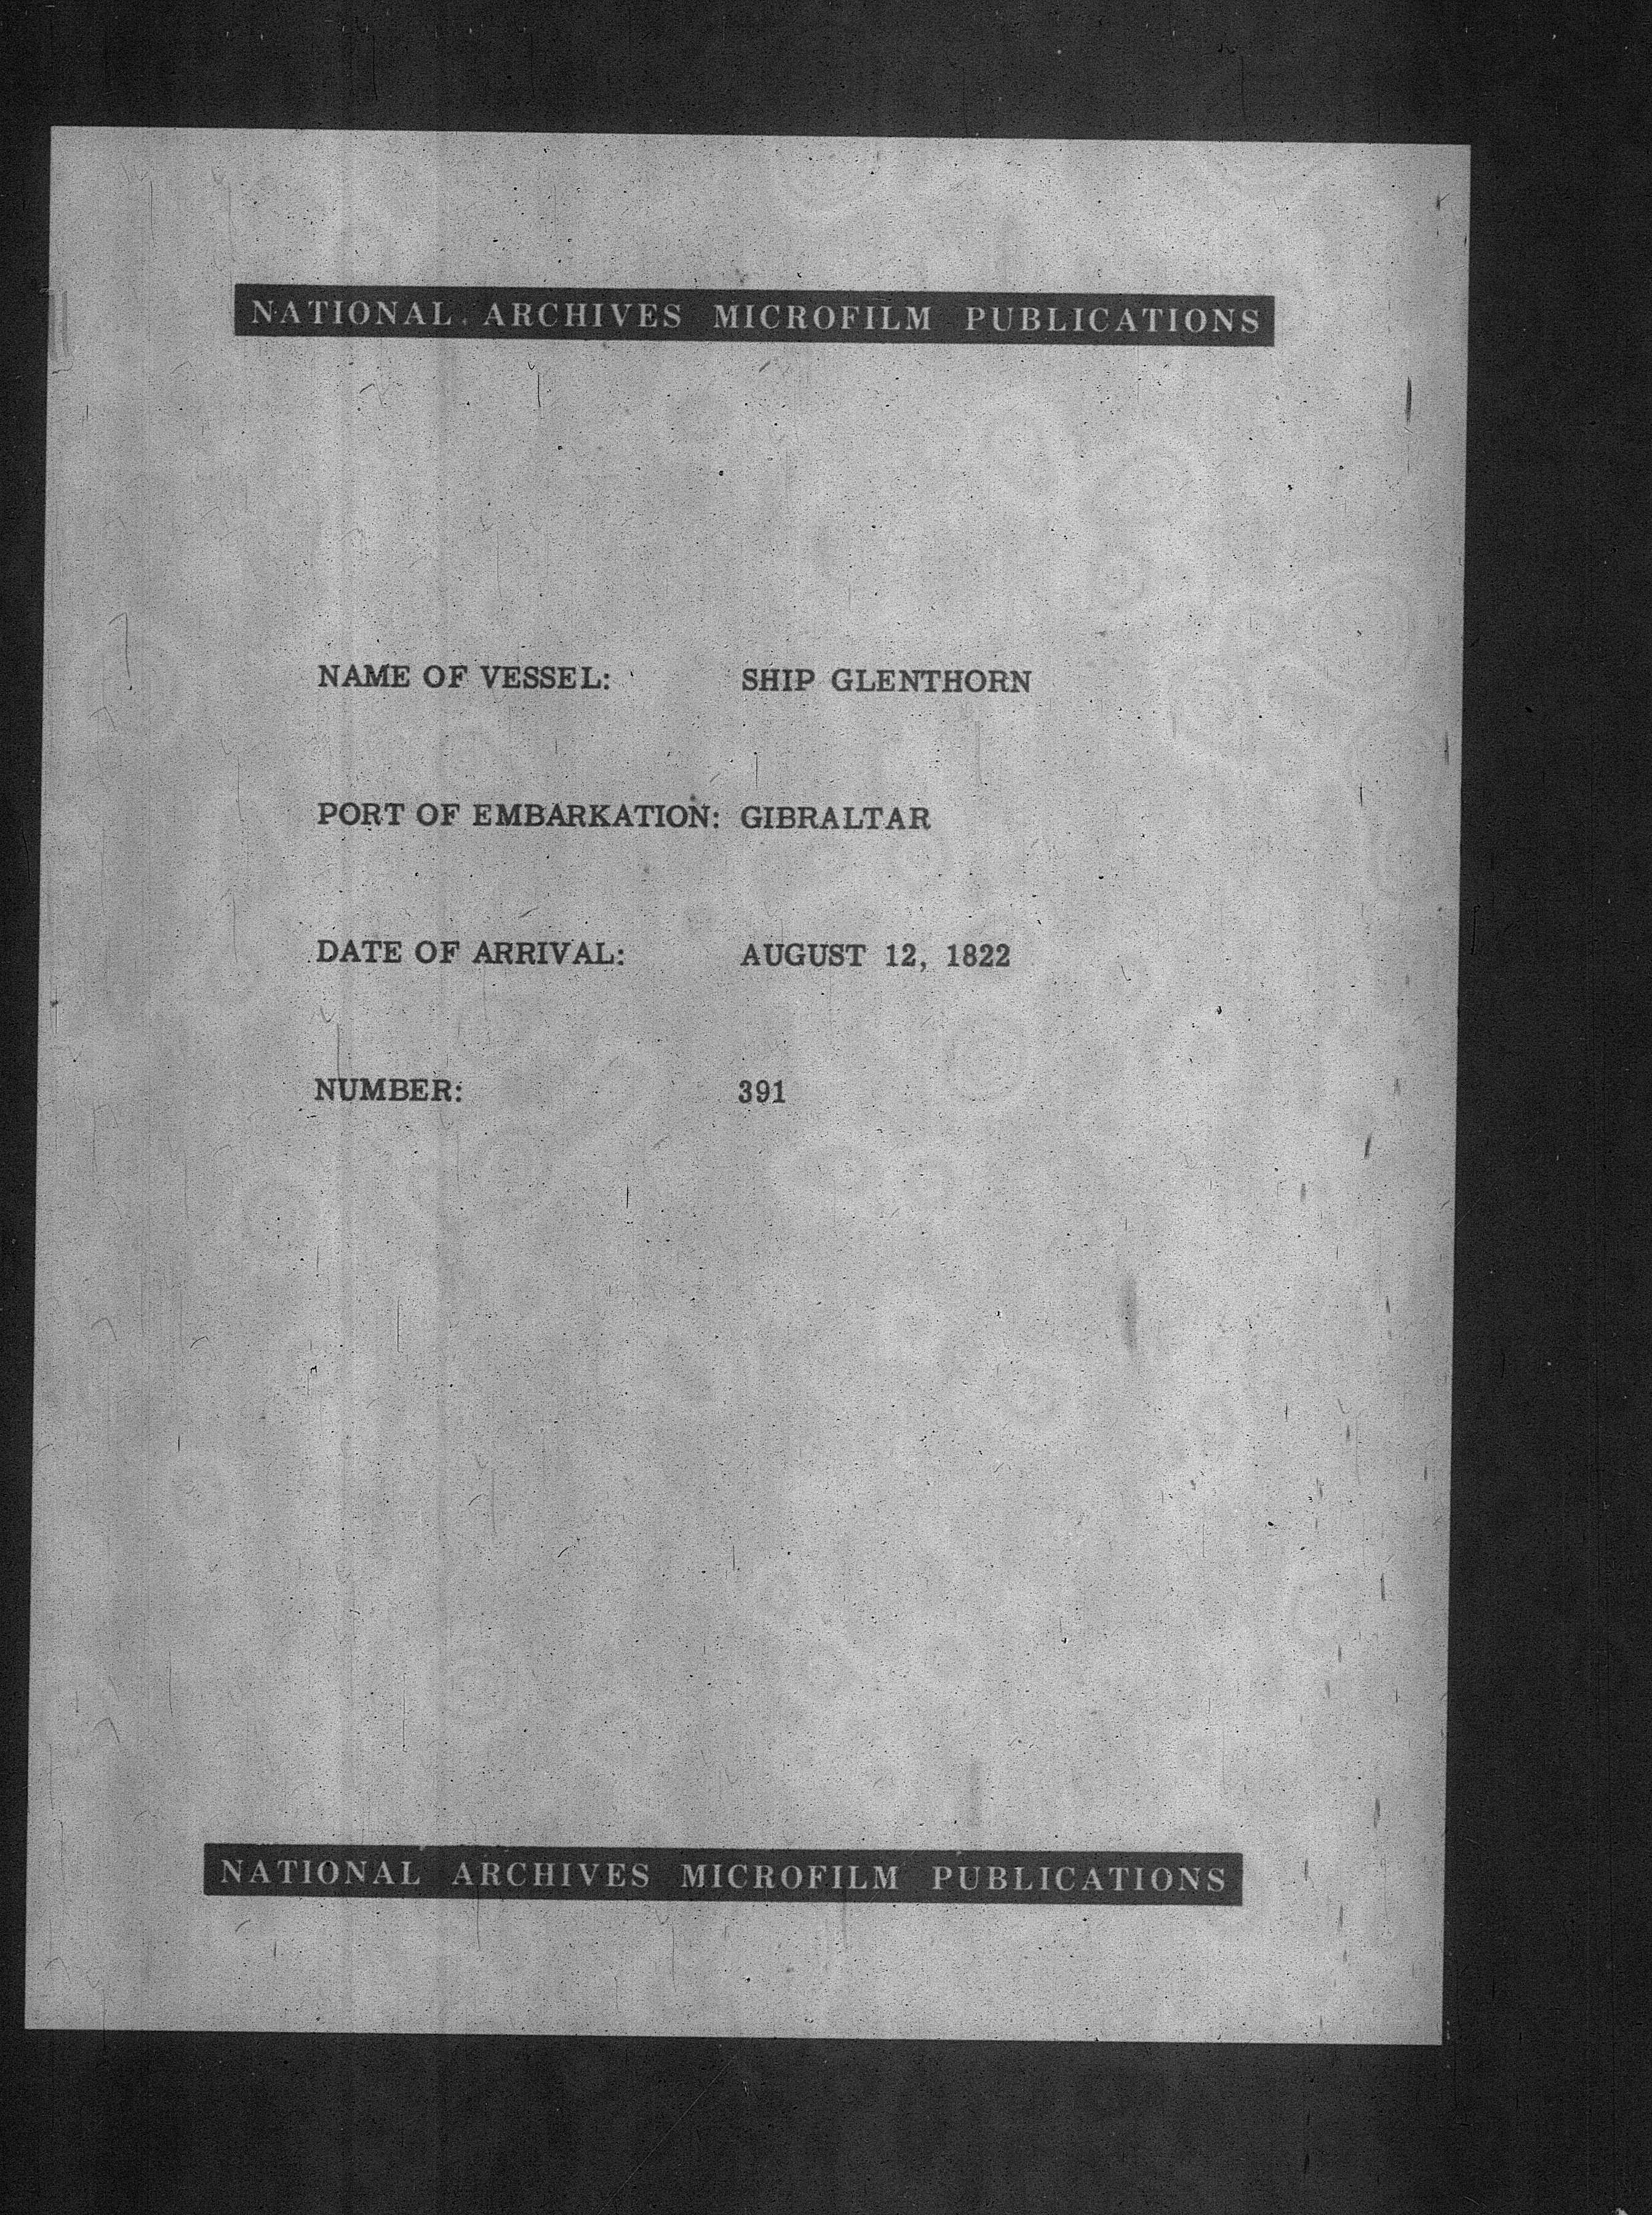 NATIONAL ARCHIVES MICROFILM PUBLICATIONS
NAME OF VESSEL: SHIP GLENTHORN
PORT OF EMBARKATION: GIBRALTAR
DATE OF ARRIVAL: AUGUST 12, 1822
NUMBER: 391
NATIONAL ARCHIVES MICROFILM PUBLICATIONS